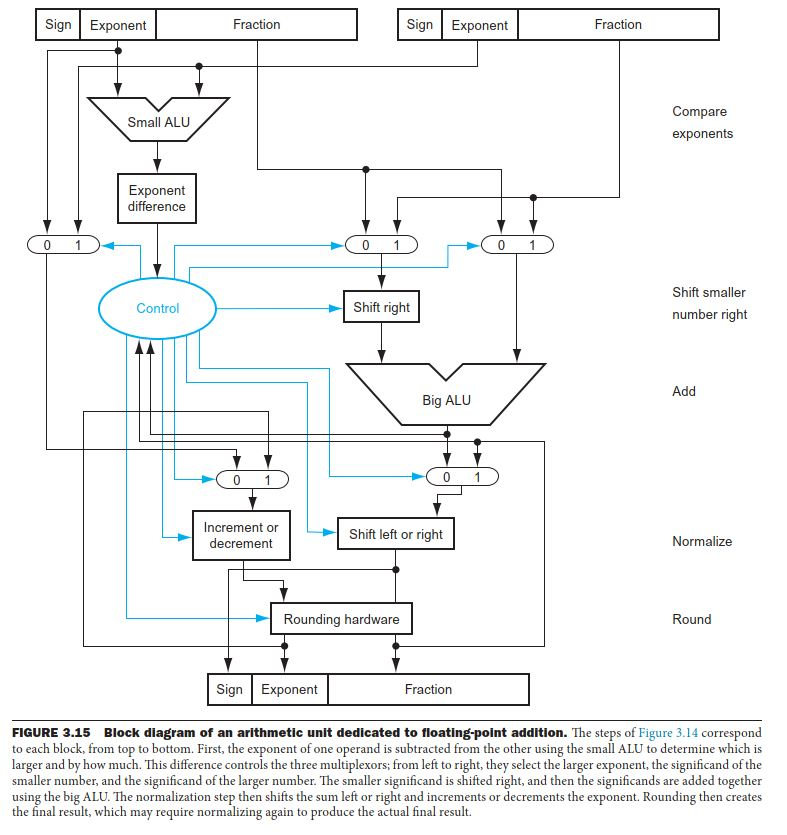 Sign Exponent Fraction Sign Exponent Fraction
Small ALU
Compare
exponents
Exponent
difference
0 1 0 1 0 1
Control
Shift right
Shift smaller
number right
Big ALU
Add
0 1 0 1
Increment or
decrement
Shift left or right
Normalize
Rounding hardware
Round
Sign Exponent Fraction
FIGURE 3.15 Block diagram of an arithmetic unit dedicated to floating-point addition. The steps of Figure 3.14 correspond
to each block, from top to bottom. First, the exponent of one operand is subtracted from the other using the small ALU to determine which is
larger and by how much. This difference controls the three multiplexors; from left to right, they select the larger exponent, the significand of the
smaller number, and the significand of the larger number. The smaller significand is shifted right, and then the significands are added together
using the big ALU. The normalization step then shifts the sum left or right and increments or decrements the exponent. Rounding then creates
the final result, which may require normalizing again to produce the actual final result.